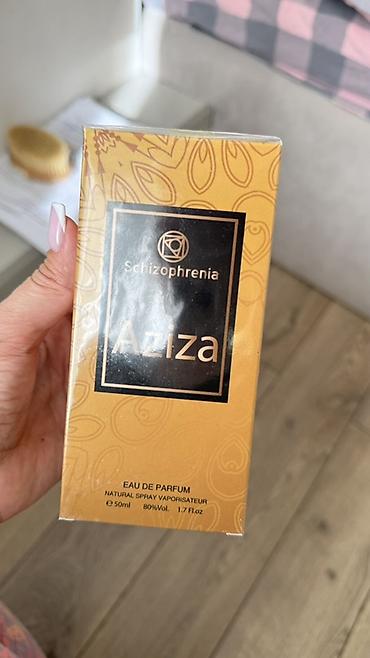 Schizophrenia
Aziza
EAU DE PARFUM
NATURAL SPRAY VAPORISATEUR
℮50ml 80%Vol. 1.7 Fl.oz